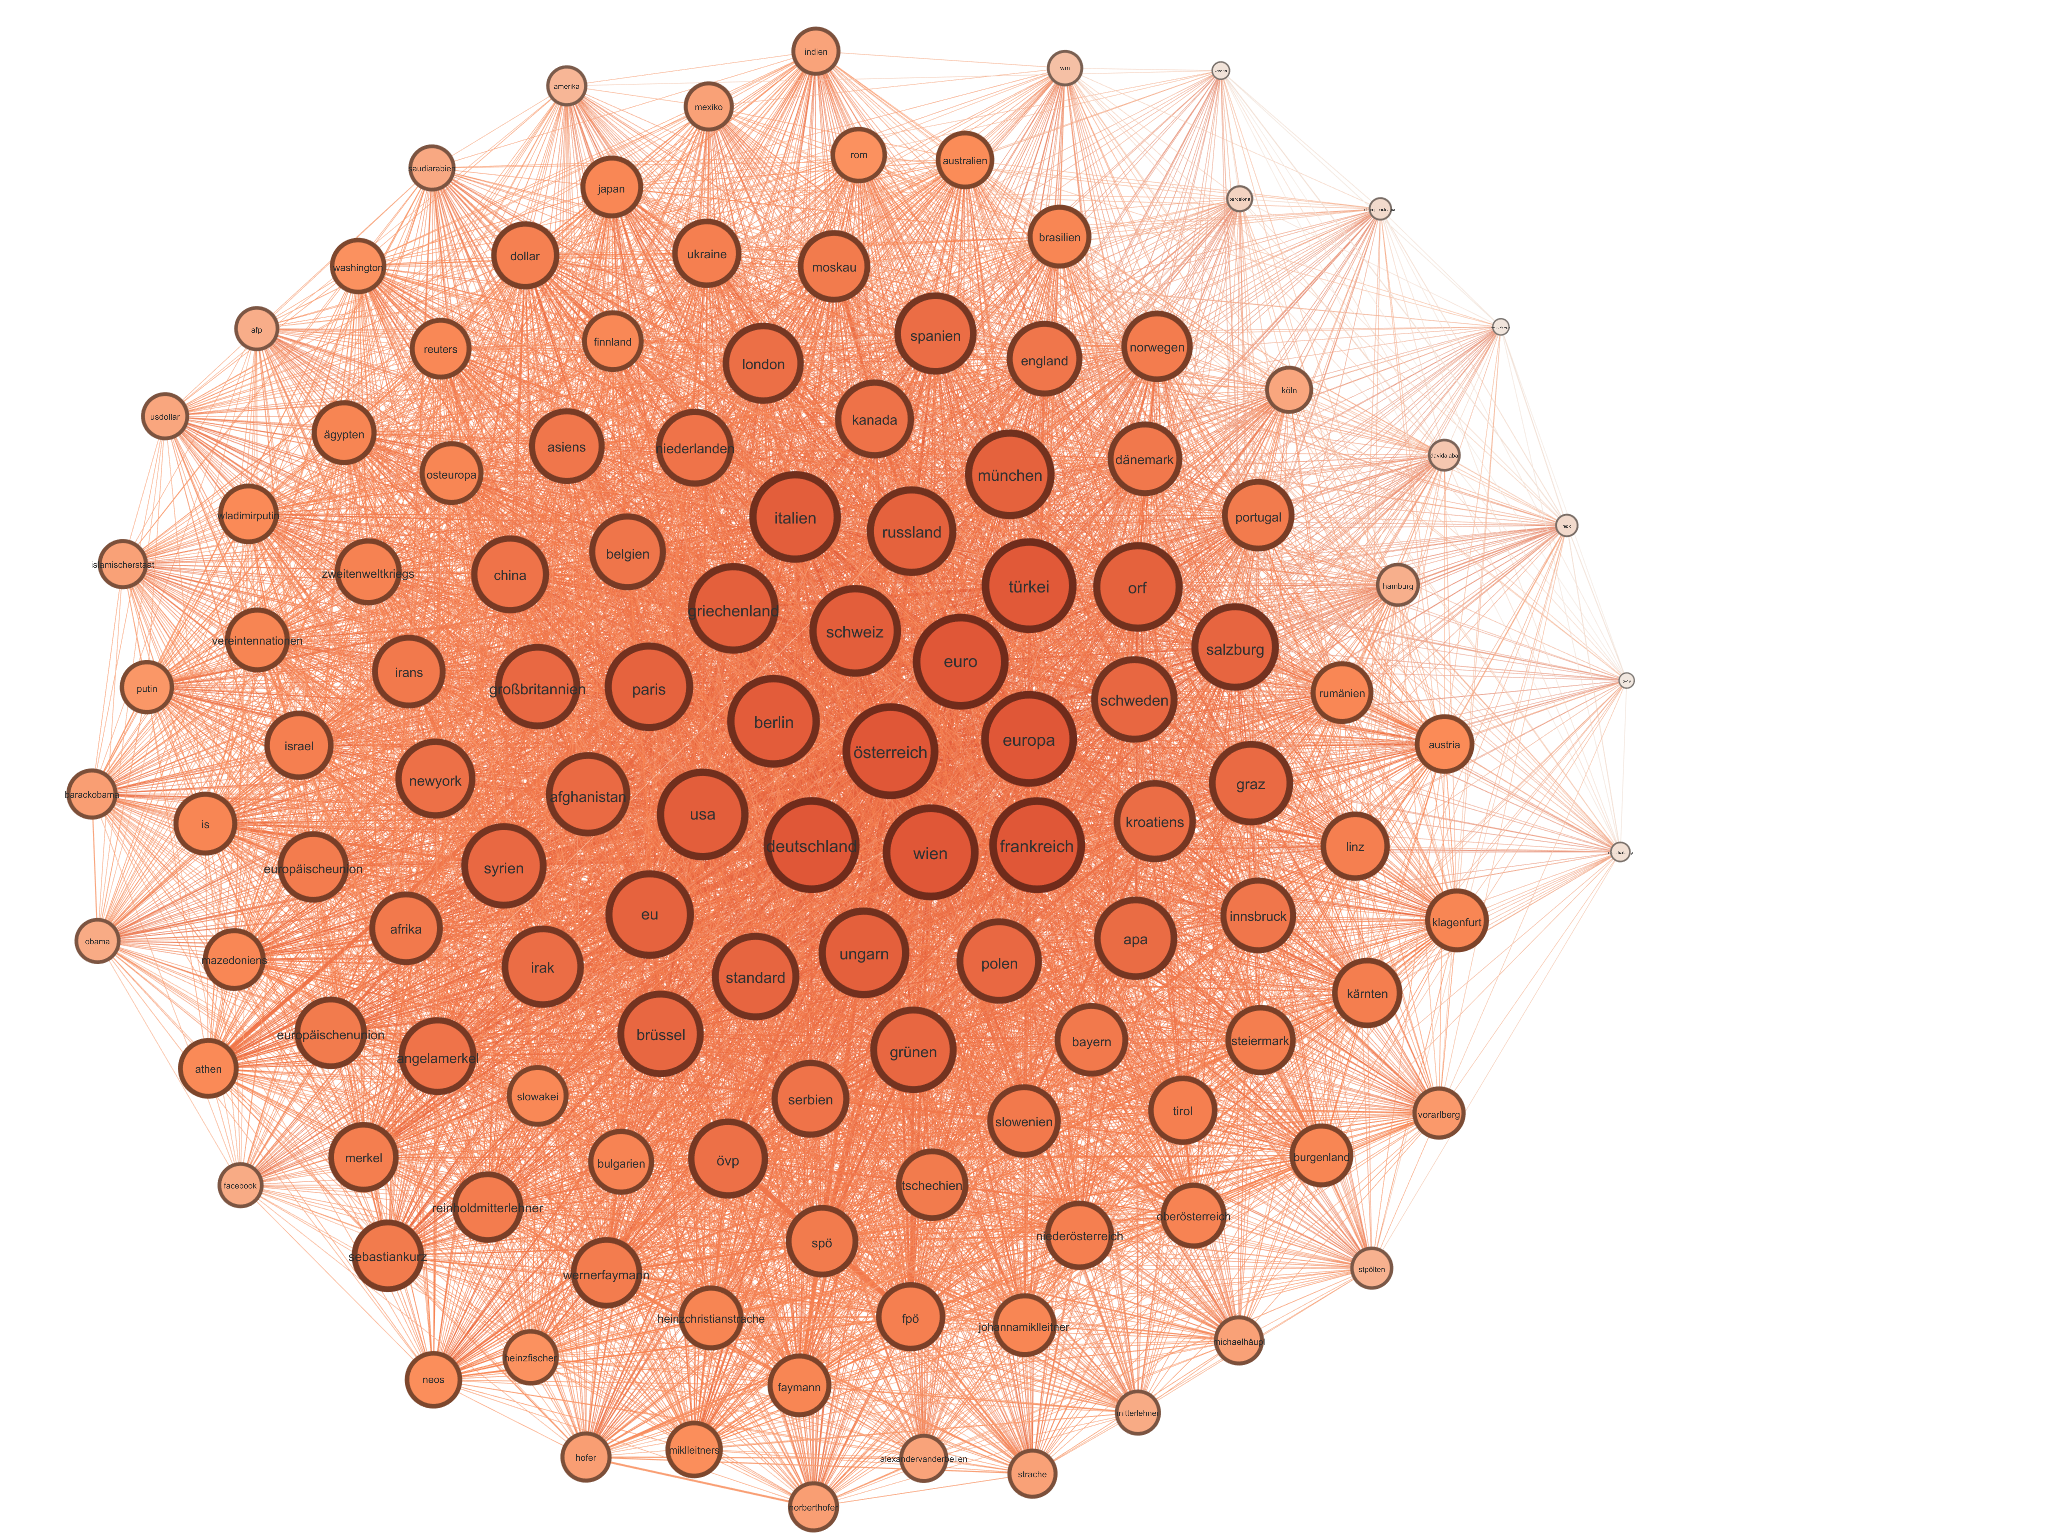 indien
wm
amerika
mexiko
rom
australien
saudiarabien
japan
barcelona
brasilien
dollar
ukraine
moskau
washington
afp
reuters
finnland
london
spanien
england
norwegen
köln
usdollar
ägypten
osteuropa
asiens
niederlanden
kanada
münchen
dänemark
davidalaba
wladimirputin
italien
russland
portugal
islamischerstaat
zweitenweltkriegs
china
belgien
türkei
orf
hamburg
vereintennationen
griechenland
schweiz
salzburg
putin
irans
großbritannien
paris
euro
schweden
rumänien
israel
berlin
österreich
europa
austria
barackobama
newyork
afghanistan
usa
graz
is
kroatiens
linz
europäischeunion
syrien
deutschland
wien
frankreich
obama
mazedoniens
afrika
eu
apa
innsbruck
klagenfurt
irak
standard
ungarn
polen
kärnten
europäischenunion
angelamerkel
brüssel
grünen
bayern
steiermark
athen
slowakei
serbien
slowenien
tirol
vorarlberg
merkel
bulgarien
övp
tschechien
burgenland
facebook
reinholdmitterlehner
oberösterreich
sebastiankurz
wernerfaymann
spö
niederösterreich
stpölten
heinzchristianstrache
fpö
johannamiklleitner
michaelhäupl
neos
heinzfischer
faymann
mitterlehner
hofer
miklleitners
alexandervanderbellen
strache
norberthofer